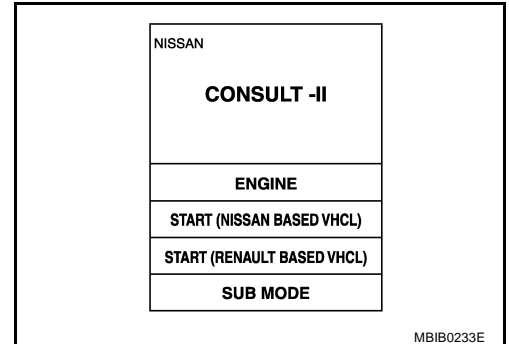 NISSAN
CONSULT -II
ENGINE
START (NISSAN BASED VHCL)
START (RENAULT BASED VHCL)
SUB MODE
MBIB0233E